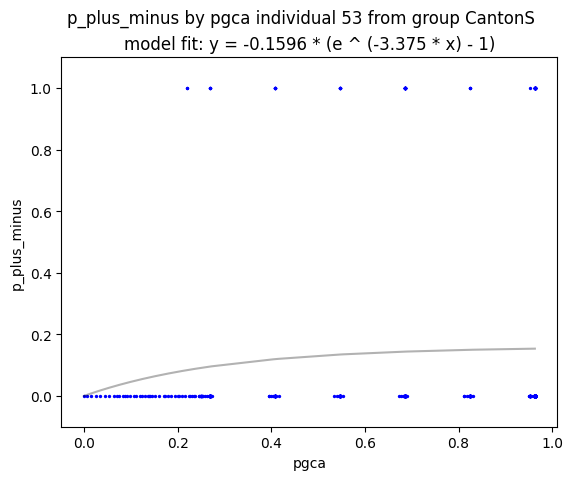 p_plus_minus by pgca individual 53 from group CantonS
model fit: y = -0.1596 * (e ^ (-3.375 * x) - 1)
1.0
0.8
0.6
0.4
0.2
0.0
p_plus_minus
0.0 0.2 0.4 0.6 0.8 1.0
pgca